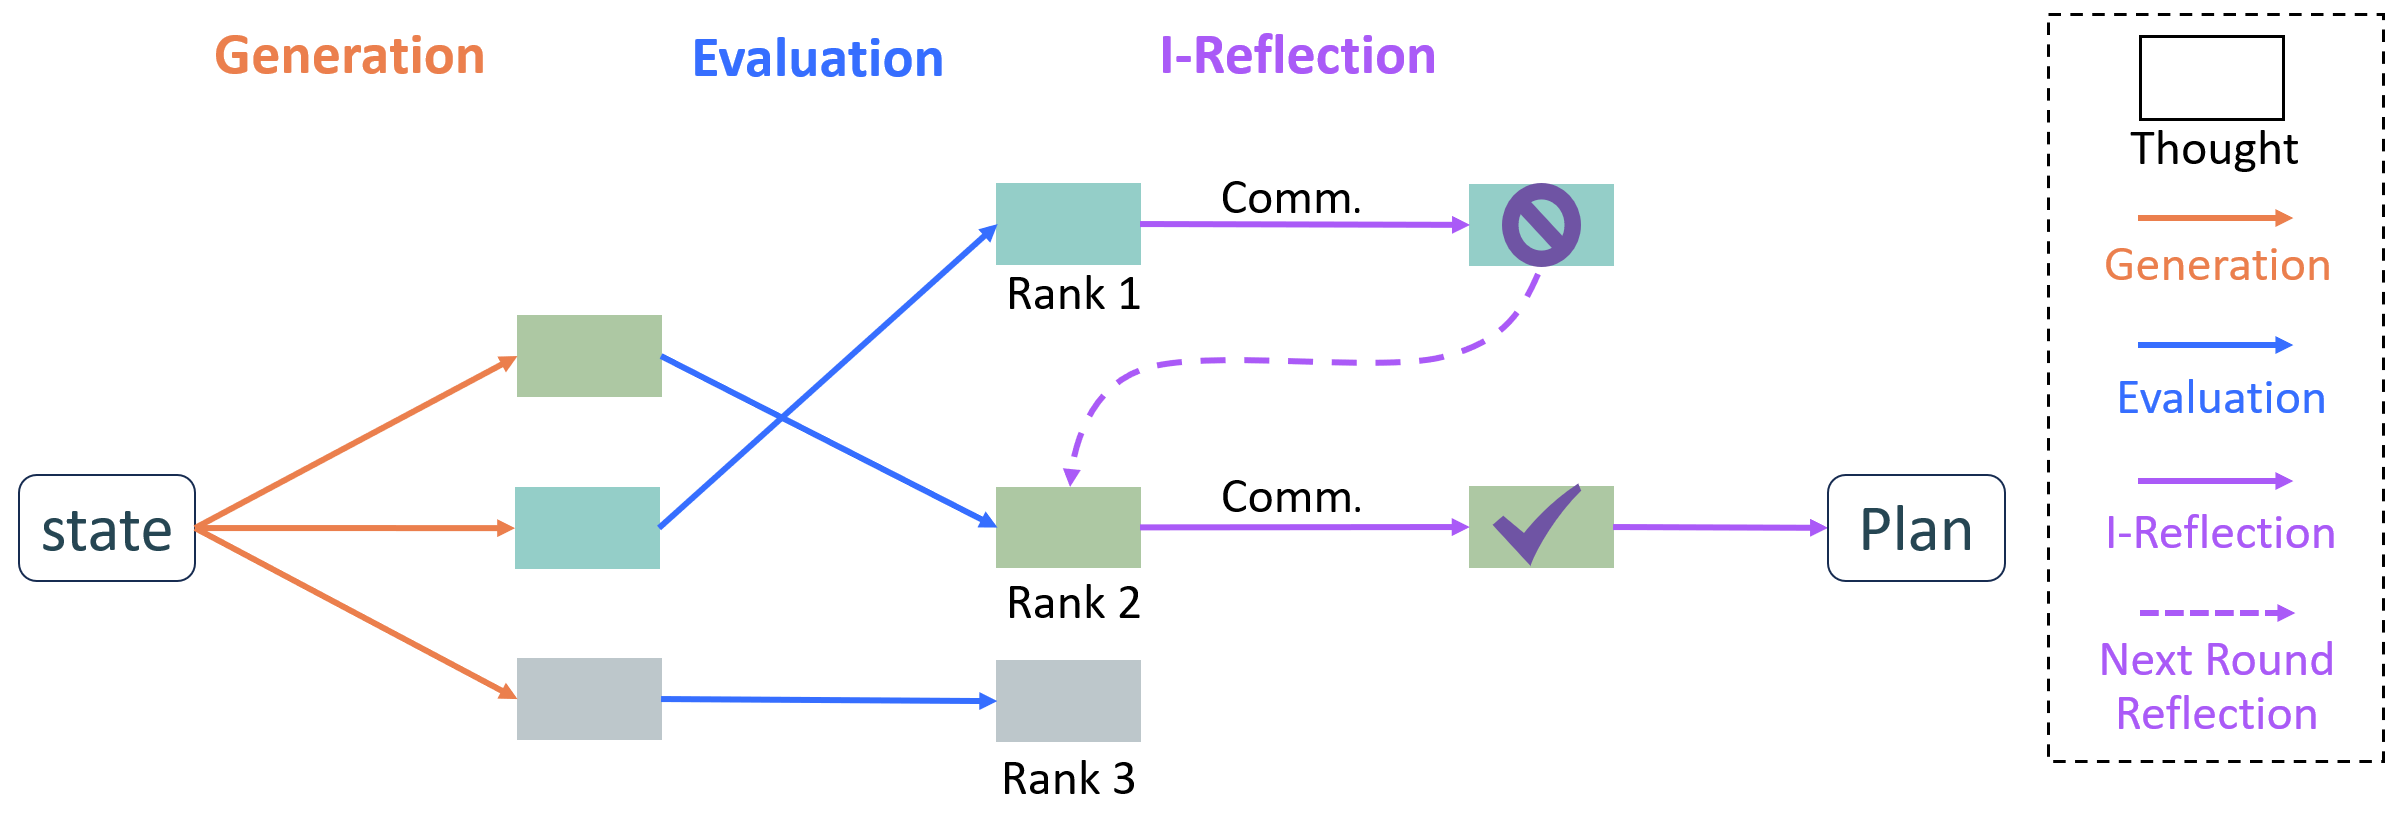 Generation
Evaluation
I-Reflection
Comm.
Rank 1
state
Comm.
Plan
Rank 2
Rank 3
Thought
Generation
Evaluation
I-Reflection
Next Round
Reflection